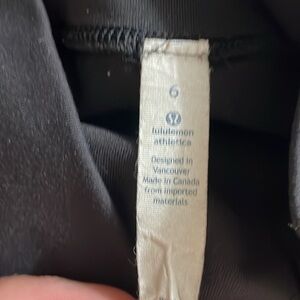 6
lululemon
athletica
Designed in
Vancouver
Made in Canada
from imported
materials